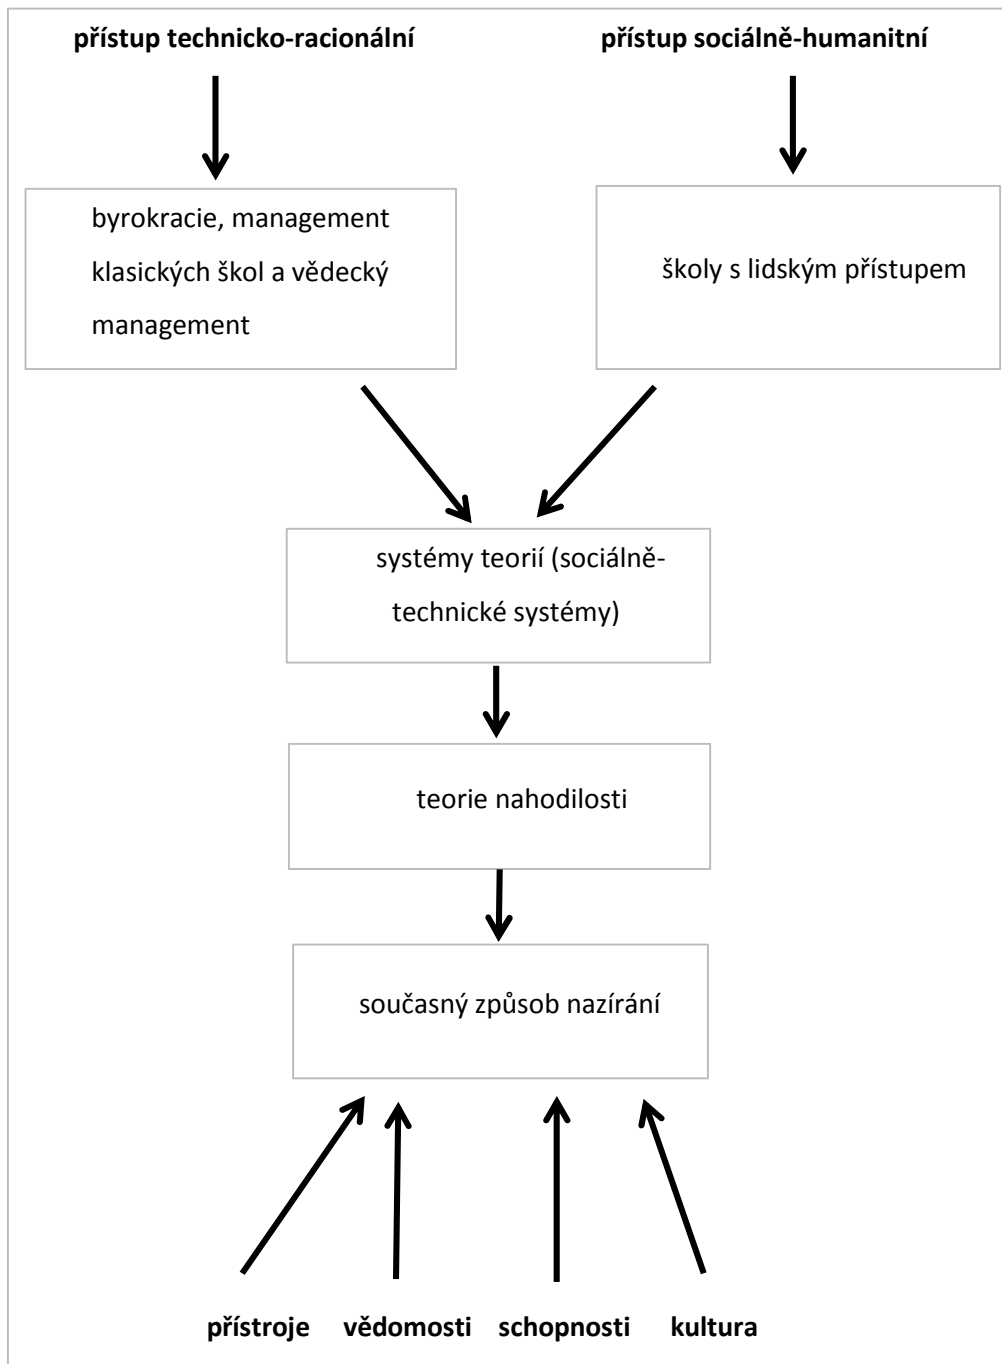 přístup technicko-racionální
přístup sociálně-humanitní
byrokracie, management
klasických škol a vědecký
management
školy s lidským přístupem
systémy teorií (sociálně-
technické systémy)
teorie nahodilosti
současný způsob nazírání
přístroje vědomosti schopnosti kultura